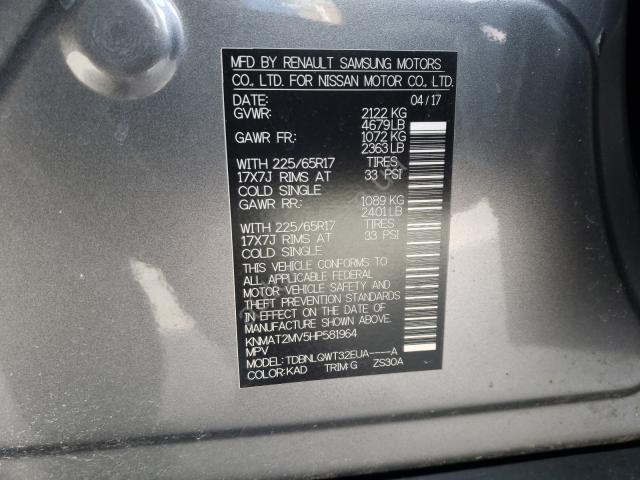 MFD BY RENAULT SAMSUNG MOTORS
CO., LTD. FOR NISSAN MOTOR CO., LTD.
DATE: 04/17
GVWR: 2122 KG
4679LB
GAWR FR: 1072 KG
2363LB
WITH 225/65R17 TIRES
17X7J RIMS AT 33 PSI
COLD SINGLE
GAWR RR: 1089 KG
2401LB
WITH 225/65R17 TIRES
17X7J RIMS AT 33 PSI
COLD SINGLE
THIS VEHICLE CONFORMS TO
ALL APPLICABLE FEDERAL
MOTOR VEHICLE SAFETY AND
THEFT PREVENTION STANDARDS
IN EFFECT ON THE DATE OF
MANUFACTURE SHOWN ABOVE.
KNMAT2MV5HP581964
MPV
MODEL: TDBNLQWT32EUA----A
COLOR:KAD TRIM:G ZS30A